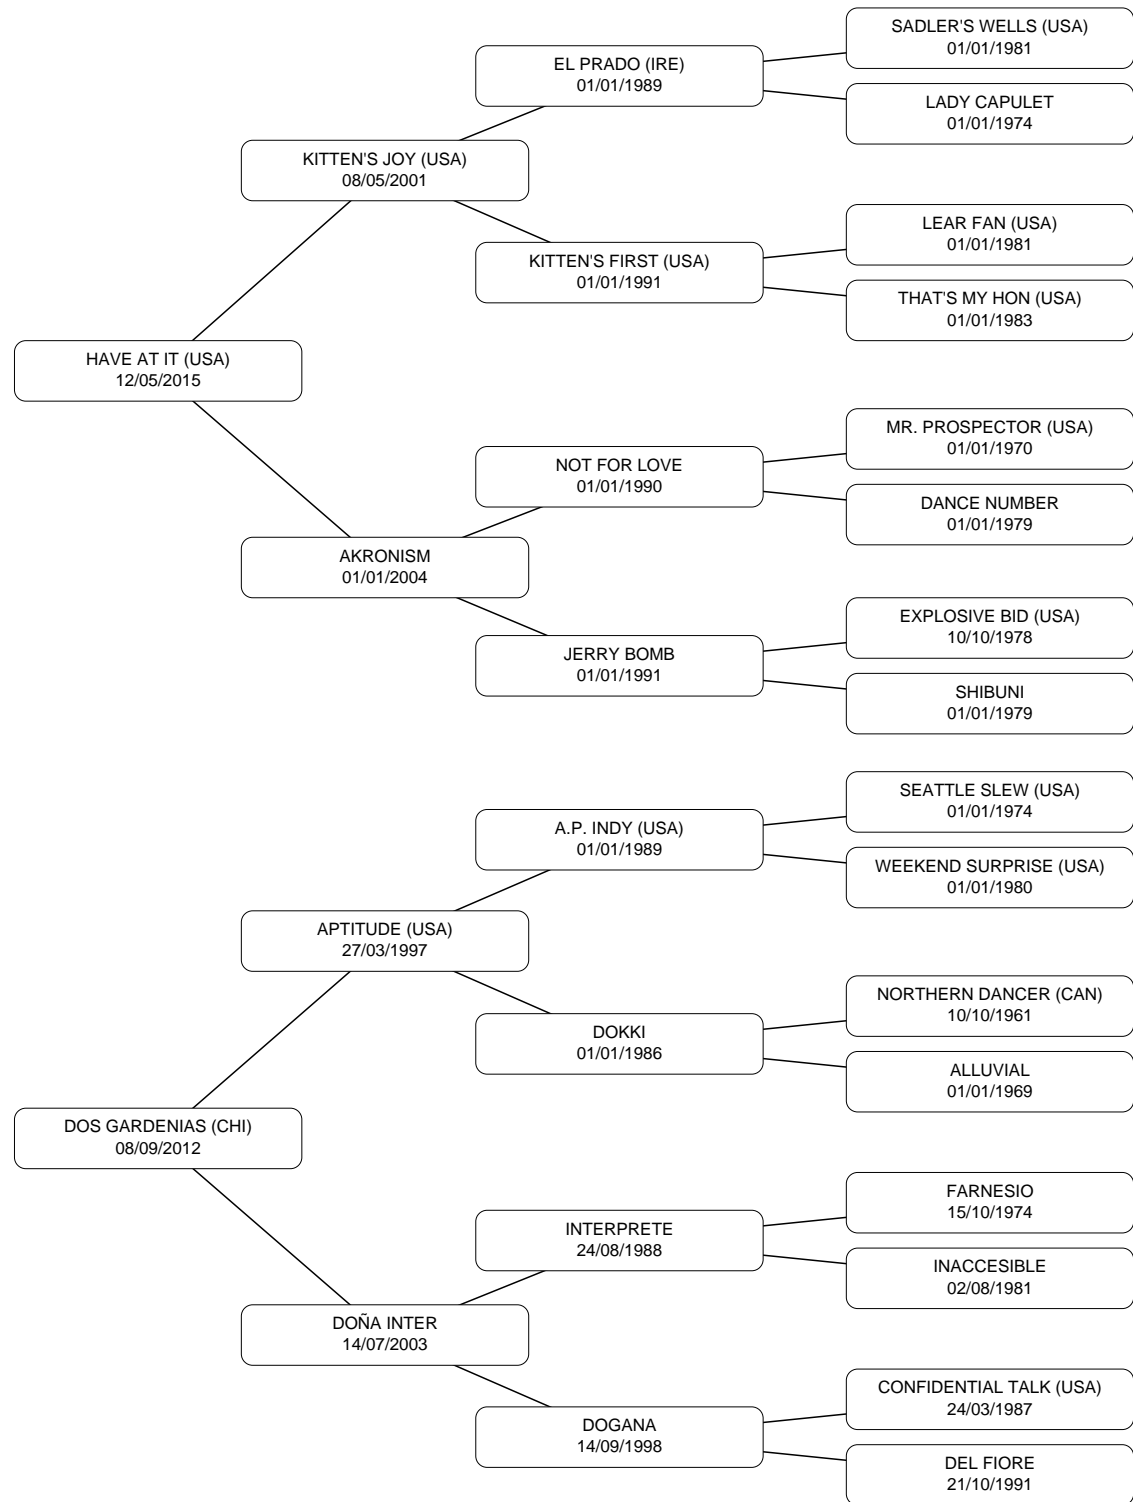 SADLER'S WELLS (USA)
01/01/1981
EL PRADO (IRE)
01/01/1989
LADY CAPULET
01/01/1974
KITTEN'S JOY (USA)
08/05/2001
LEAR FAN (USA)
01/01/1981
KITTEN'S FIRST (USA)
01/01/1991
THAT'S MY HON (USA)
01/01/1983
HAVE AT IT (USA)
12/05/2015
MR. PROSPECTOR (USA)
01/01/1970
NOT FOR LOVE
01/01/1990
DANCE NUMBER
01/01/1979
AKRONISM
01/01/2004
EXPLOSIVE BID (USA)
10/10/1978
JERRY BOMB
01/01/1991
SHIBUNI
01/01/1979
SEATTLE SLEW (USA)
01/01/1974
A.P. INDY (USA)
01/01/1989
WEEKEND SURPRISE (USA)
01/01/1980
APTITUDE (USA)
27/03/1997
NORTHERN DANCER (CAN)
10/10/1961
DOKKI
01/01/1986
ALLUVIAL
01/01/1969
DOS GARDENIAS (CHI)
08/09/2012
FARNESIO
15/10/1974
INTERPRETE
24/08/1988
INACCESIBLE
02/08/1981
DOÑA INTER
14/07/2003
CONFIDENTIAL TALK (USA)
24/03/1987
DOGANA
14/09/1998
DEL FIORE
21/10/1991